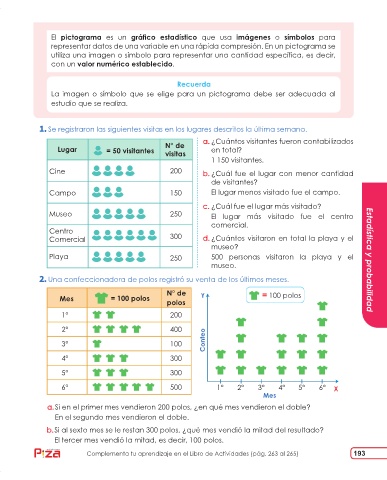 El pictograma es un gráfico estadístico que usa imágenes o símbolos para
representar datos de una variable en una rápida compresión. En un pictograma se
utiliza una imagen o símbolo para representar una cantidad específica, es decir,
con un valor numérico establecido.
Recuerda
La imagen o símbolo que se elige para un pictograma debe ser adecuada al
estudio que se realiza.
1. Se registraron las siguientes visitas en los lugares descritos la última semana.
Lugar = 50 visitantes N° de visitas
Cine 200
Campo 150
Museo 250
Centro
Comercial 300
Playa 250
a. ¿Cuántos visitantes fueron contabilizados
en total?
1 150 visitantes.
b. ¿Cuál fue el lugar con menor cantidad
de visitantes?
El lugar menos visitado fue el campo.
c. ¿Cuál fue el lugar más visitado?
El lugar más visitado fue el centro
comercial.
d. ¿Cuántos visitaron en total la playa y el
museo?
500 personas visitaron la playa y el
museo.
Estadística y probabilidad
2. Una confeccionadora de polos registró su venta de los últimos meses.
Mes = 100 polos N° de polos
1° 200
2° 400
3° 100
4° 300
5° 300
6° 500
Y
= 100 polos
Conteo
1° 2° 3° 4° 5° 6° X
Mes
a. Si en el primer mes vendieron 200 polos, ¿en qué mes vendieron el doble?
En el segundo mes vendieron el doble.
b. Si al sexto mes se le restan 300 polos, ¿qué mes vendió la mitad del resultado?
El tercer mes vendió la mitad, es decir, 100 polos.
Complementa tu aprendizaje en el Libro de Actividades (pág. 263 al 265) 193